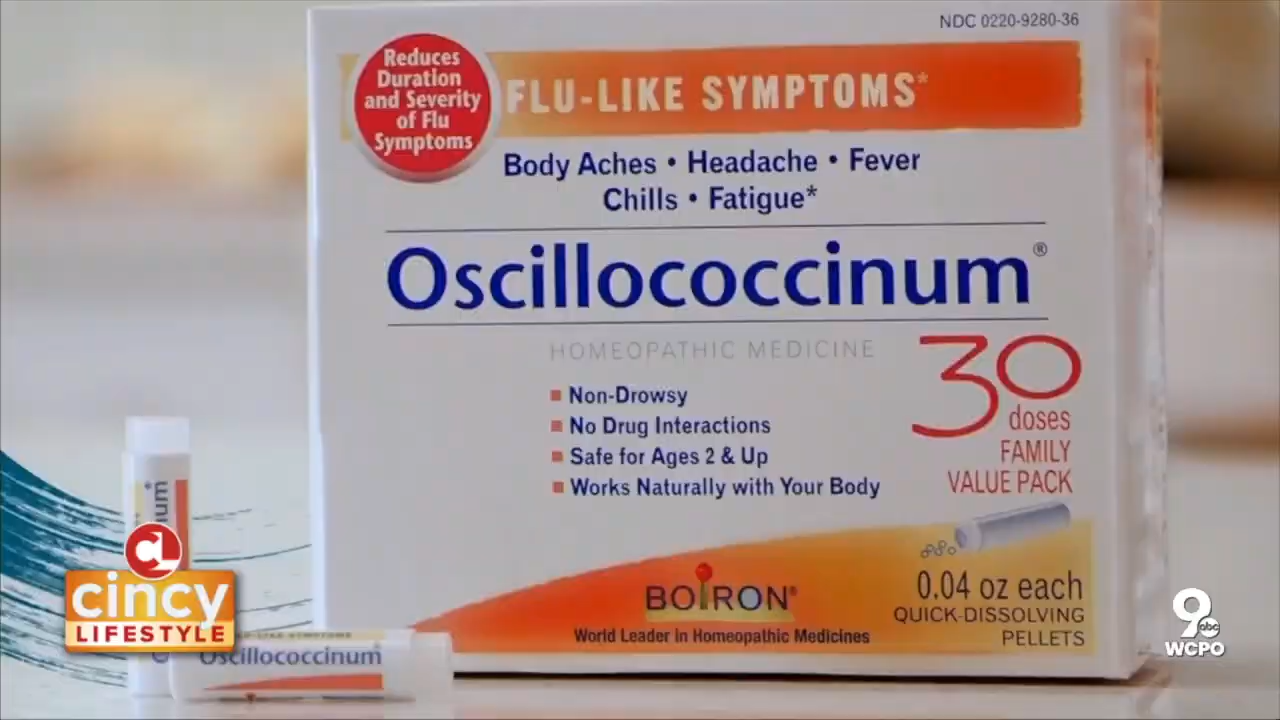 NDC 0220-9280-36
Reduces
Duration
and Severity
of Flu
Symptoms
FLU-LIKE SYMPTOMS*
Body Aches • Headache • Fever
Chills • Fatigue*
Oscillococcinum®
HOMEOPATHIC MEDICINE
Non-Drowsy
No Drug Interactions
Safe for Ages 2 & Up
Works Naturally with Your Body
30
doses
FAMILY
VALUE PACK
BOIRON®
World Leader in Homeopathic Medicines
0.04 oz each
QUICK-DISSOLVING
PELLETS
CL
cincy
LIFESTYLE
Oscillococcinum
9
abc
WCPO